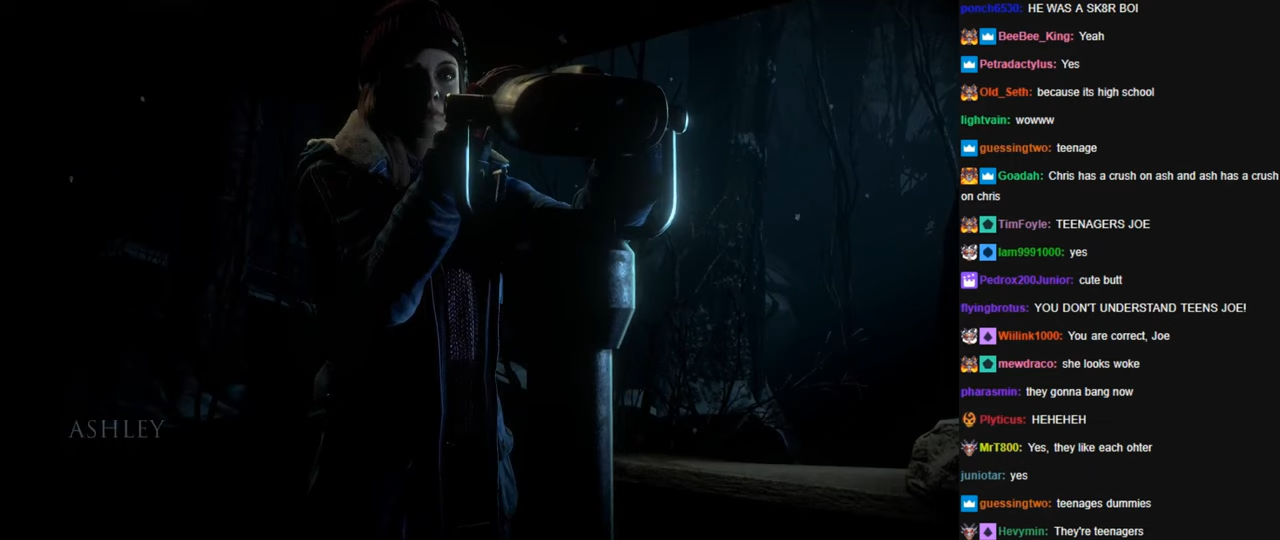 ASHLEY
ponch6530: HE WAS A SK8R BOI
BeeBee_King: Yeah
Petradactylus: Yes
Old_Seth: because its high school
lightvain: wowww
guessingtwo: teenage
Goadah: Chris has a crush on ash and ash has a crush
on chris
TimFoyle: TEENAGERS JOE
Iam9991000: yes
Pedrox200Junior: cute butt
flyingbrotus: YOU DON'T UNDERSTAND TEENS JOE!
Wiilink1000: You are correct, Joe
mewdraco: she looks woke
pharasmin: they gonna bang now
Plyticus: HEHEHEH
MrT800: Yes, they like each ohter
juniotar: yes
guessingtwo: teenages dummies
Hevymin: They're teenagers